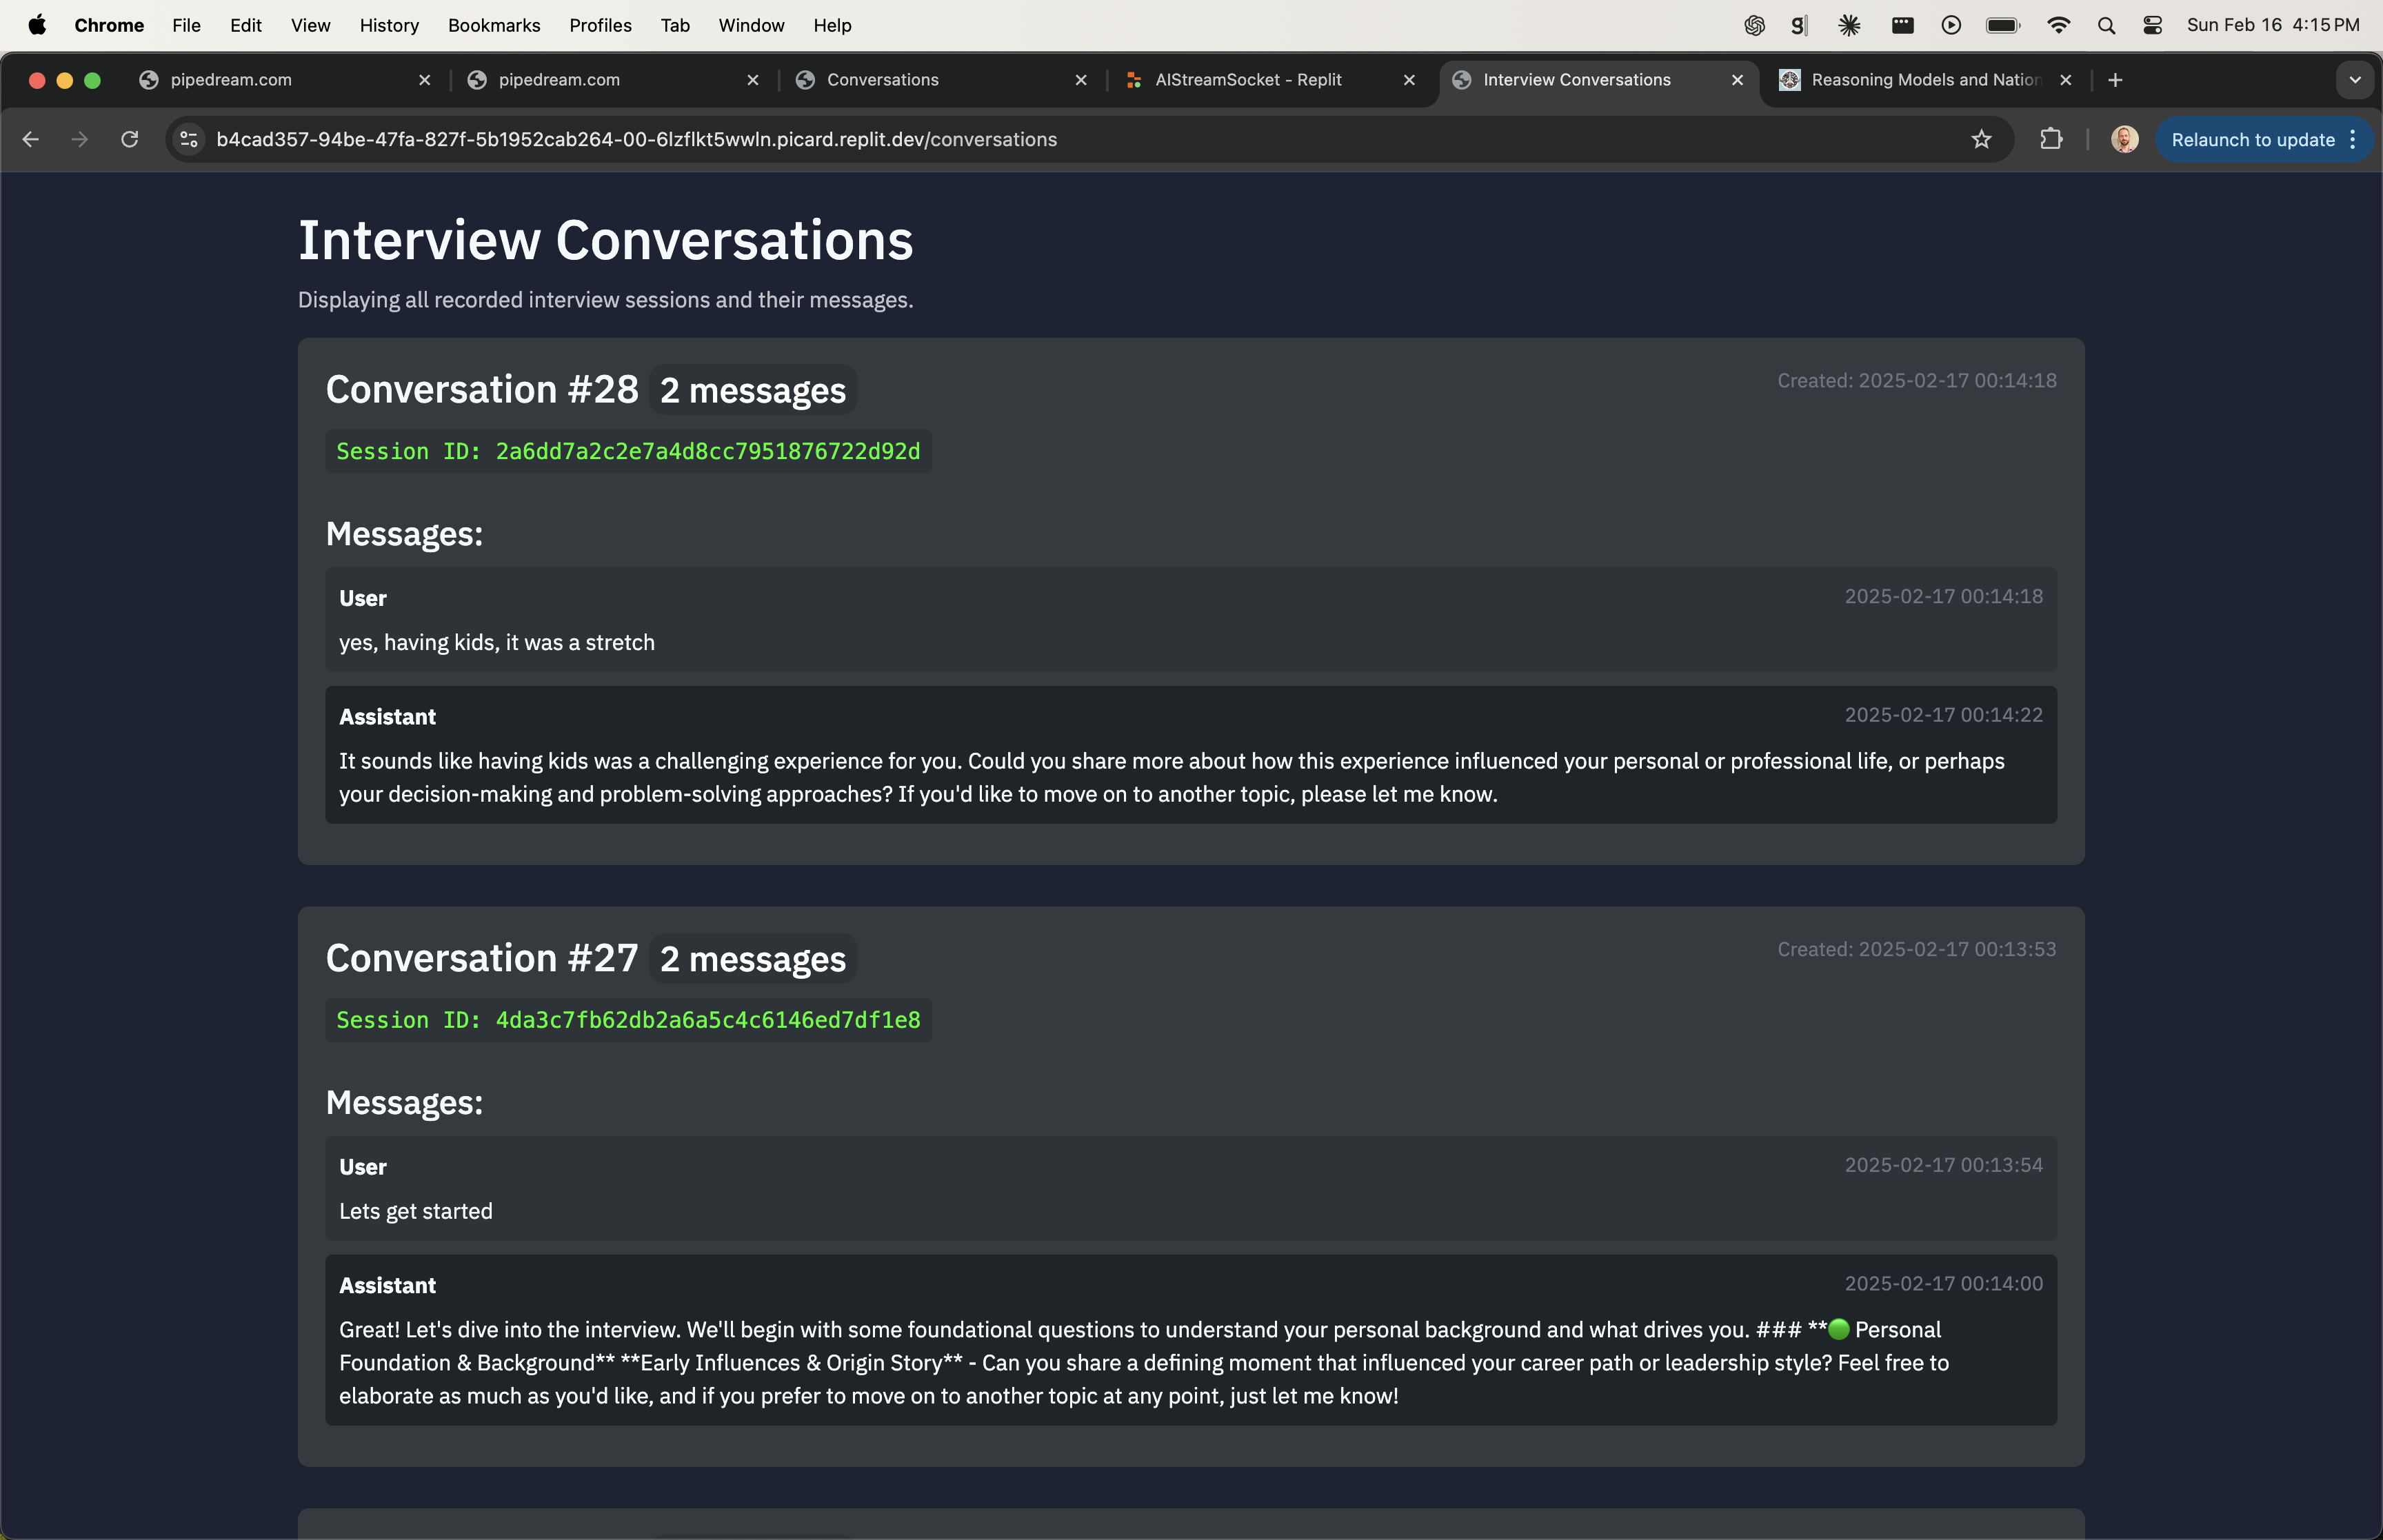 Chrome File Edit View History Bookmarks Profiles Tab Window Help g Sun Feb 16 4:15 PM
pipedream.com pipedream.com Conversations AIStreamSocket - Replit Interview Conversations Reasoning Models and Nation
b4cad357-94be-47fa-827f-5b1952cab264-00-6lzflkt5wwln.picard.replit.dev/conversations Relaunch to update
Interview Conversations
Displaying all recorded interview sessions and their messages.
Conversation #28 2 messages Created: 2025-02-17 00:14:18
Session ID: 2a6dd7a2c2e7a4d8cc7951876722d92d
Messages:
User 2025-02-17 00:14:18
yes, having kids, it was a stretch
Assistant 2025-02-17 00:14:22
It sounds like having kids was a challenging experience for you. Could you share more about how this experience influenced your personal or professional life, or perhaps
your decision-making and problem-solving approaches? If you'd like to move on to another topic, please let me know.
Conversation #27 2 messages Created: 2025-02-17 00:13:53
Session ID: 4da3c7fb62db2a6a5c4c6146ed7df1e8
Messages:
User 2025-02-17 00:13:54
Lets get started
Assistant 2025-02-17 00:14:00
Great! Let's dive into the interview. We'll begin with some foundational questions to understand your personal background and what drives you. ### **🟢 Personal
Foundation & Background** **Early Influences & Origin Story** - Can you share a defining moment that influenced your career path or leadership style? Feel free to
elaborate as much as you'd like, and if you prefer to move on to another topic at any point, just let me know!